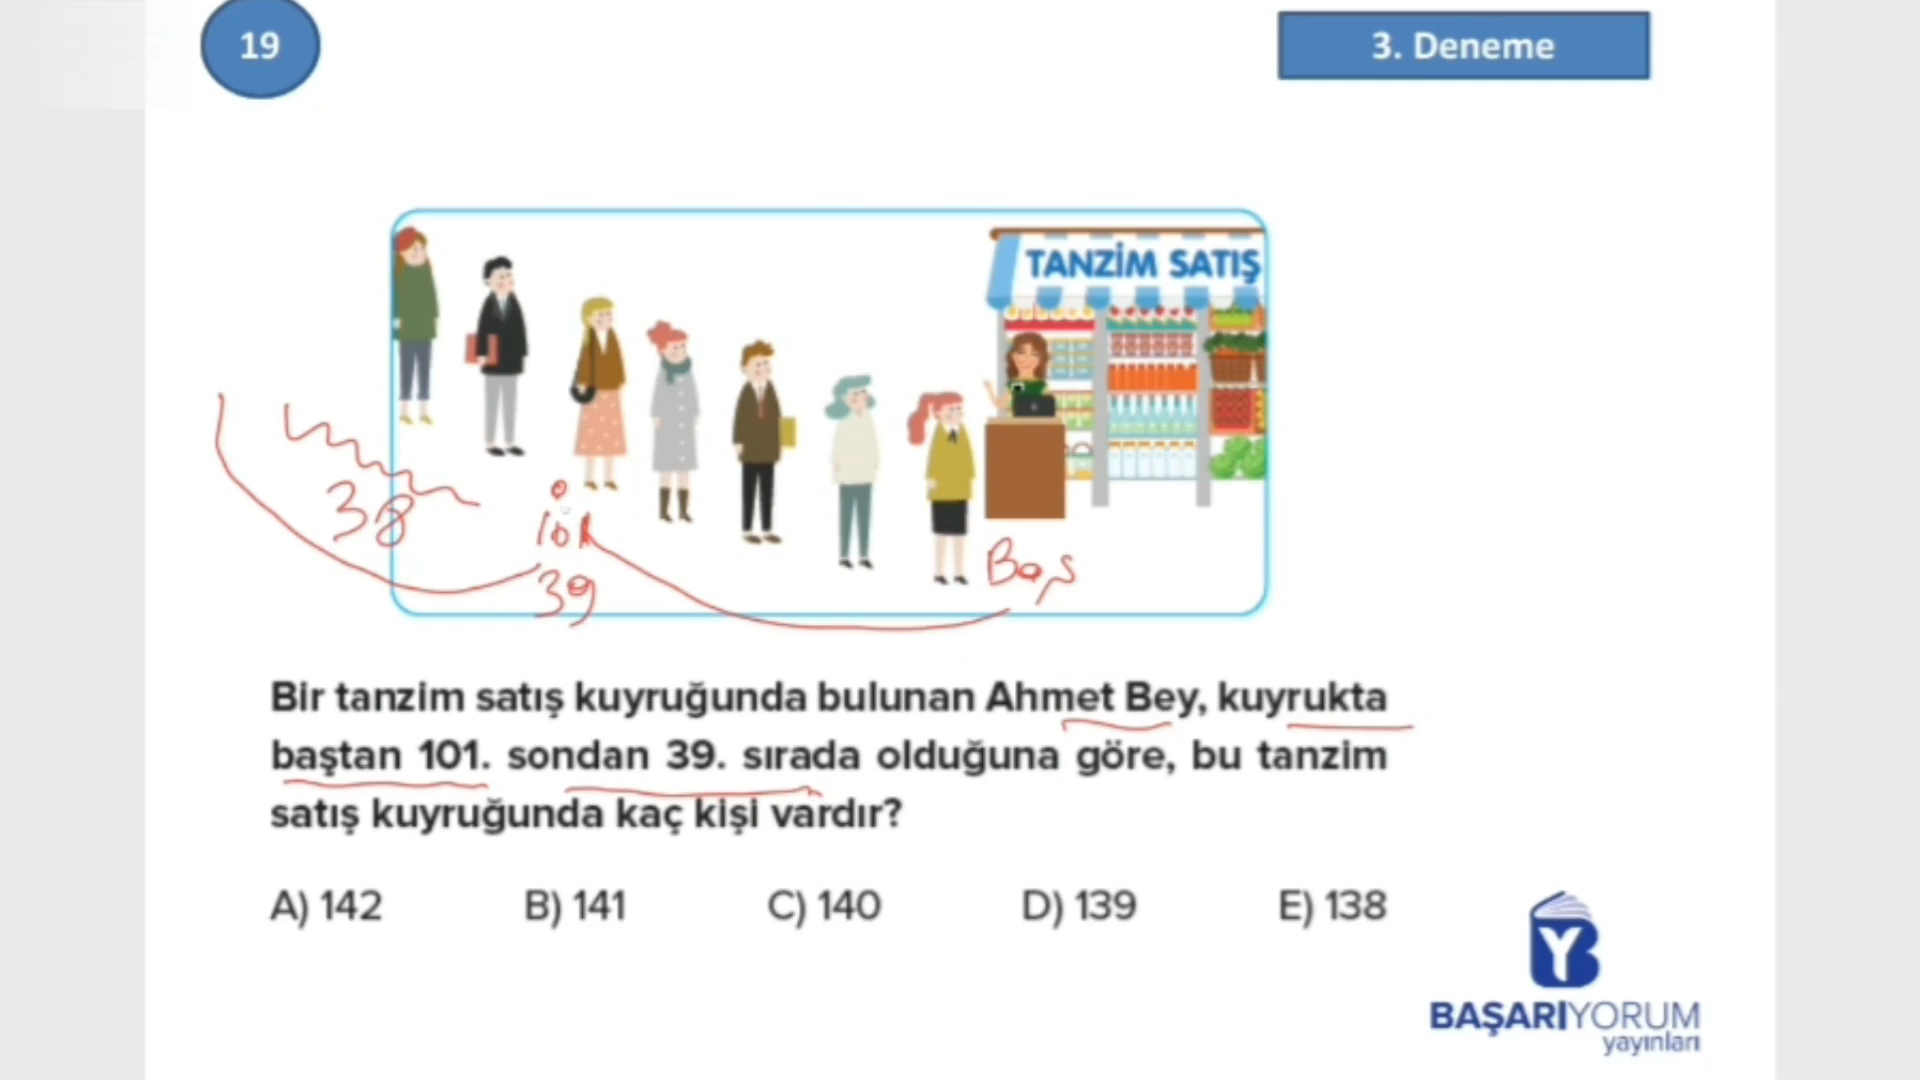 19
3. Deneme
TANZİM SATIŞ
38
101
39
Baş
Bir tanzim satış kuyruğunda bulunan Ahmet Bey, kuyrukta
baştan 101. sondan 39. sırada olduğuna göre, bu tanzim
satış kuyruğunda kaç kişi vardır?
A) 142 B) 141 C) 140 D) 139 E) 138
BAŞARIYORUM
yayınları